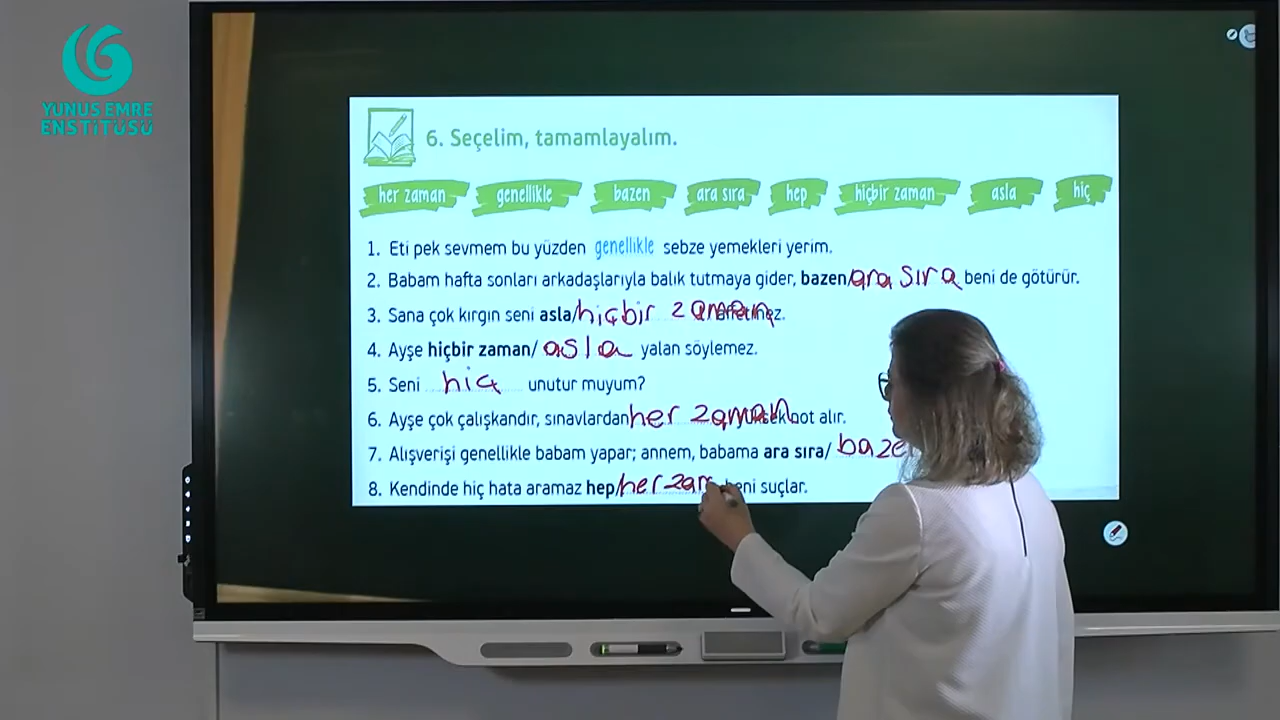 YUNUS EMRE
ENSTİTÜSÜ
6. Seçelim, tamamlayalım.
her zaman genellikle bazen ara sıra hep hiçbir zaman asla hiç
1. Eti pek sevmem bu yüzden genellikle sebze yemekleri yerim.
2. Babam hafta sonları arkadaşlarıyla balık tutmaya gider, bazen/ara sıra beni de götürür.
3. Sana çok kırgın seni asla/hiçbir zaman affetmez.
4. Ayşe hiçbir zaman/ asla yalan söylemez.
5. Seni hiç unutur muyum?
6. Ayşe çok çalışkandır, sınavlardan her zaman yüksek not alır.
7. Alışverişi genellikle babam yapar; annem, babama ara sıra/ baze
8. Kendinde hiç hata aramaz hep/her zam beni suçlar.